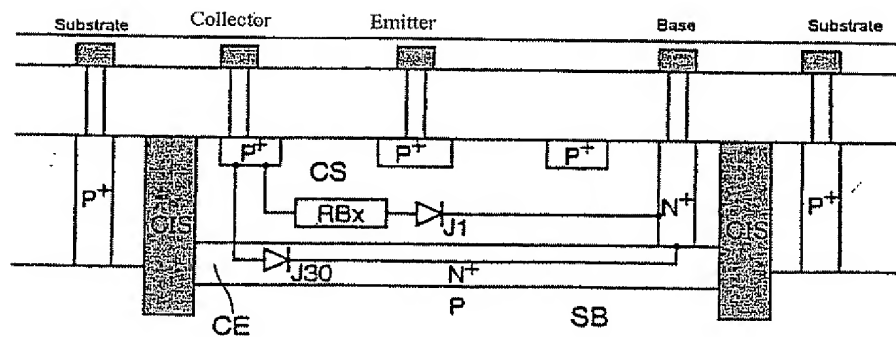 Substrate Collector Emitter Base Substrate
P+ P+ P+
CS
P+ CIS RBx J1 N+ CIS P+
J30 N+
P
CE SB